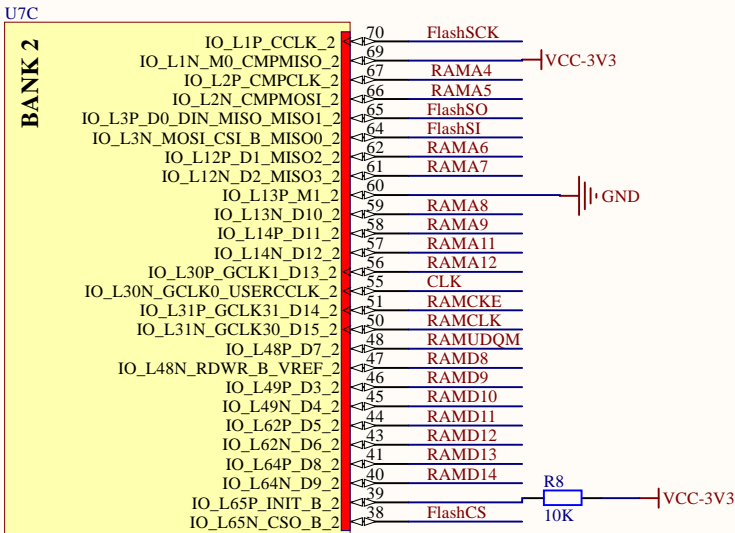 U7C
BANK 2
IO_L1P_CCLK_2 70 FlashSCK
IO_L1N_M0_CMPMISO_2 69 VCC-3V3
IO_L2P_CMPCLK_2 67 RAMA4
IO_L2N_CMPMOSI_2 66 RAMA5
IO_L3P_D0_DIN_MISO_MISO1_2 65 FlashSO
IO_L3N_MOSI_CSI_B_MISO0_2 64 FlashSI
IO_L12P_D1_MISO2_2 62 RAMA6
IO_L12N_D2_MISO3_2 61 RAMA7
IO_L13P_M1_2 60 GND
IO_L13N_D10_2 59 RAMA8
IO_L14P_D11_2 58 RAMA9
IO_L14N_D12_2 57 RAMA11
IO_L30P_GCLK1_D13_2 56 RAMA12
IO_L30N_GCLK0_USERCCLK_2 55 CLK
IO_L31P_GCLK31_D14_2 51 RAMCKE
IO_L31N_GCLK30_D15_2 50 RAMCLK
IO_L48P_D7_2 48 RAMUDQM
IO_L48N_RDWR_B_VREF_2 47 RAMD8
IO_L49P_D3_2 46 RAMD9
IO_L49N_D4_2 45 RAMD10
IO_L62P_D5_2 44 RAMD11
IO_L62N_D6_2 43 RAMD12
IO_L64P_D8_2 41 RAMD13
IO_L64N_D9_2 40 RAMD14
R8
IO_L65P_INIT_B_2 39 VCC-3V3
10K
IO_L65N_CSO_B_2 38 FlashCS